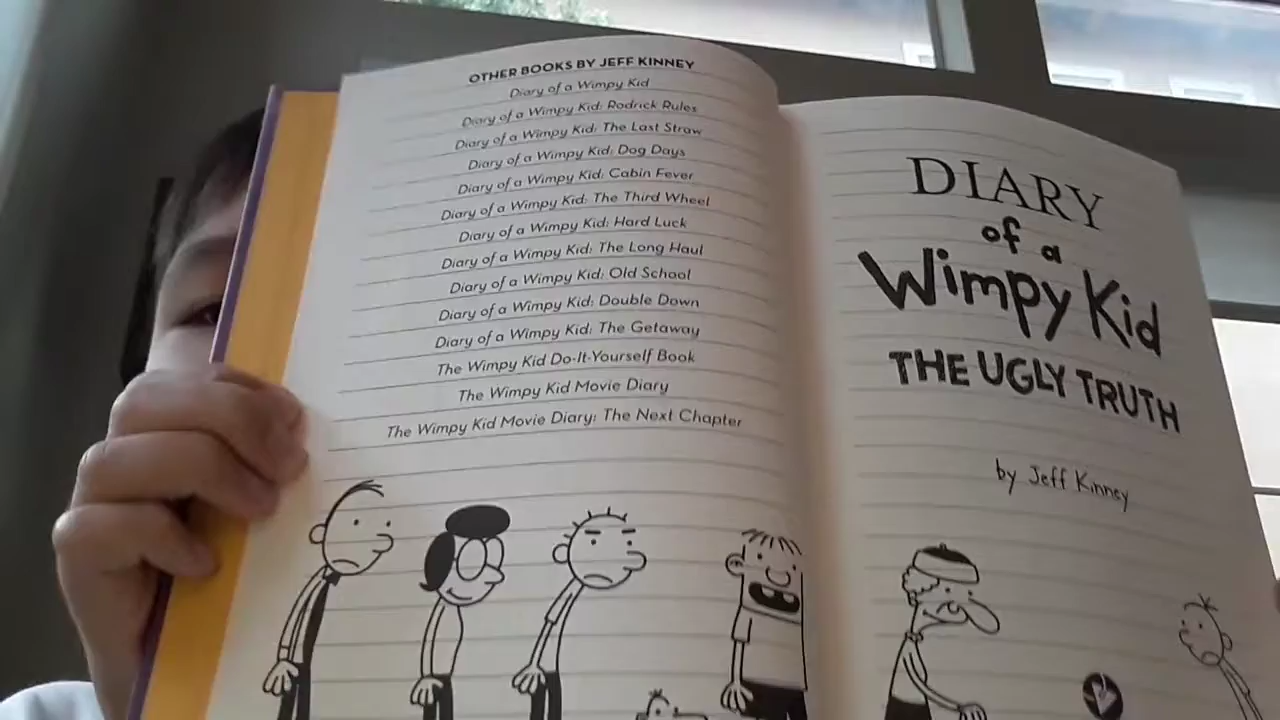 OTHER BOOKS BY JEFF KINNEY
Diary of a Wimpy Kid
Diary of a Wimpy Kid: Rodrick Rules
Diary of a Wimpy Kid: The Last Straw
Diary of a Wimpy Kid: Dog Days
Diary of a Wimpy Kid: Cabin Fever
Diary of a Wimpy Kid: The Third Wheel
Diary of a Wimpy Kid: Hard Luck
Diary of a Wimpy Kid: The Long Haul
Diary of a Wimpy Kid: Old School
Diary of a Wimpy Kid: Double Down
Diary of a Wimpy Kid: The Getaway
The Wimpy Kid Do-It-Yourself Book
The Wimpy Kid Movie Diary
The Wimpy Kid Movie Diary: The Next Chapter
DIARY
of a
Wimpy Kid
THE UGLY TRUTH
by Jeff Kinney